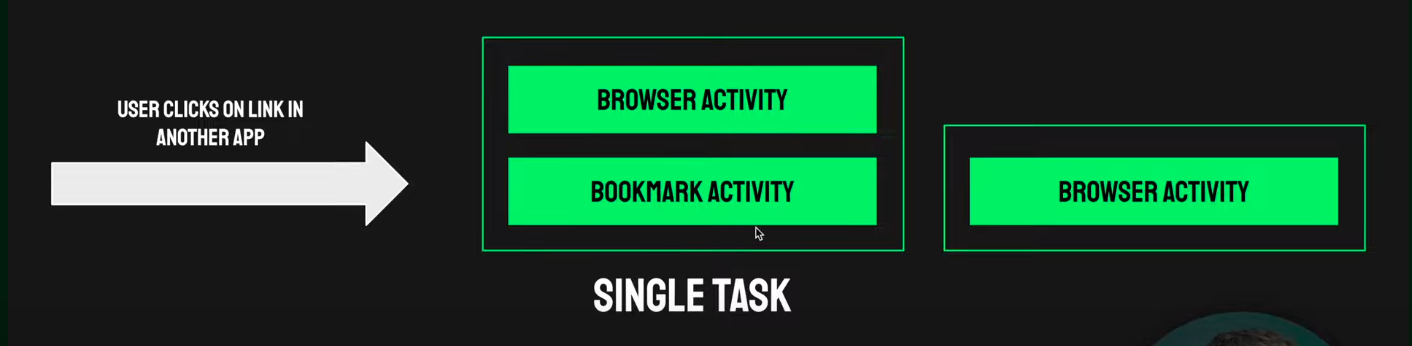 USER CLICKS ON LINK IN
ANOTHER APP
BROWSER ACTIVITY
BOOKMARK ACTIVITY
SINGLE TASK
BROWSER ACTIVITY